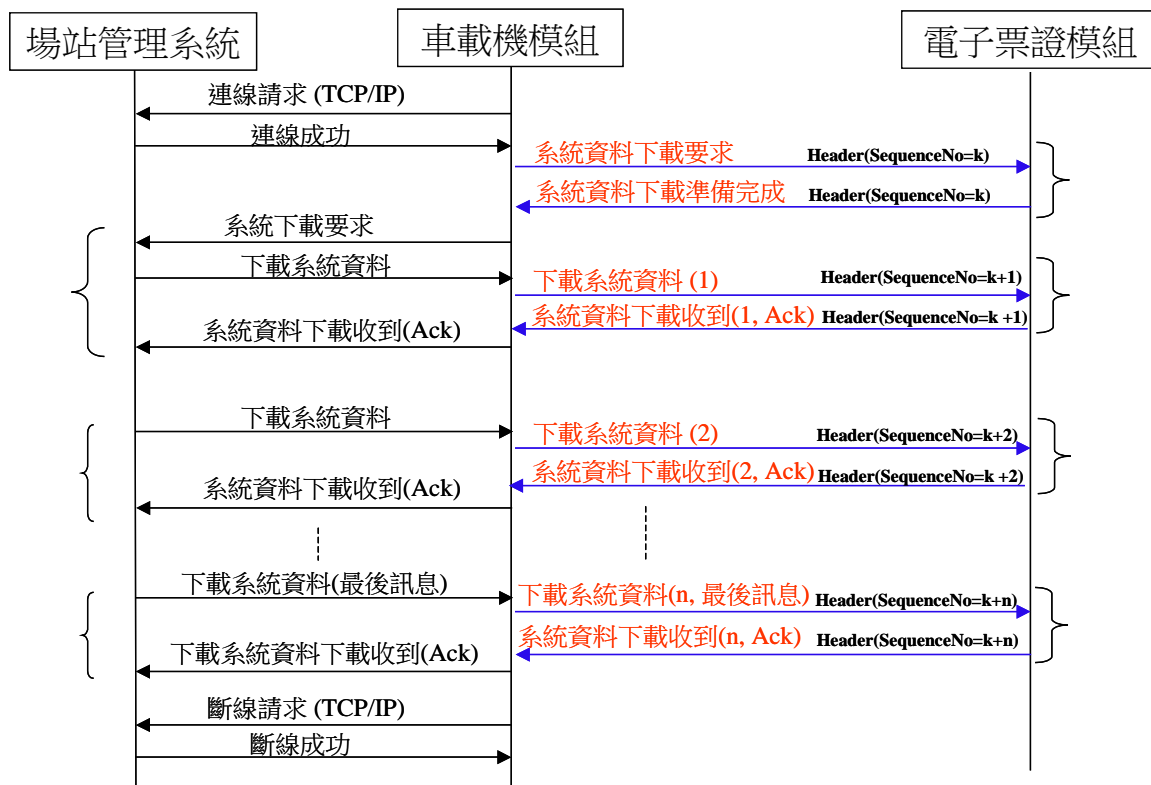 場站管理系統
車載機模組
電子票證模組
連線請求 (TCP/IP)
連線成功
系統資料下載要求
Header(SequenceNo=k)
系統資料下載準備完成
Header(SequenceNo=k)
系統下載要求
下載系統資料
下載系統資料 (1)
Header(SequenceNo=k+1)
系統資料下載收到(1, Ack)
Header(SequenceNo=k +1)
系統資料下載收到(Ack)
下載系統資料
下載系統資料 (2)
Header(SequenceNo=k+2)
系統資料下載收到(2, Ack)
Header(SequenceNo=k +2)
系統資料下載收到(Ack)
下載系統資料(最後訊息)
下載系統資料(n, 最後訊息)
Header(SequenceNo=k+n)
系統資料下載收到(n, Ack)
Header(SequenceNo=k+n)
下載系統資料下載收到(Ack)
斷線請求 (TCP/IP)
斷線成功